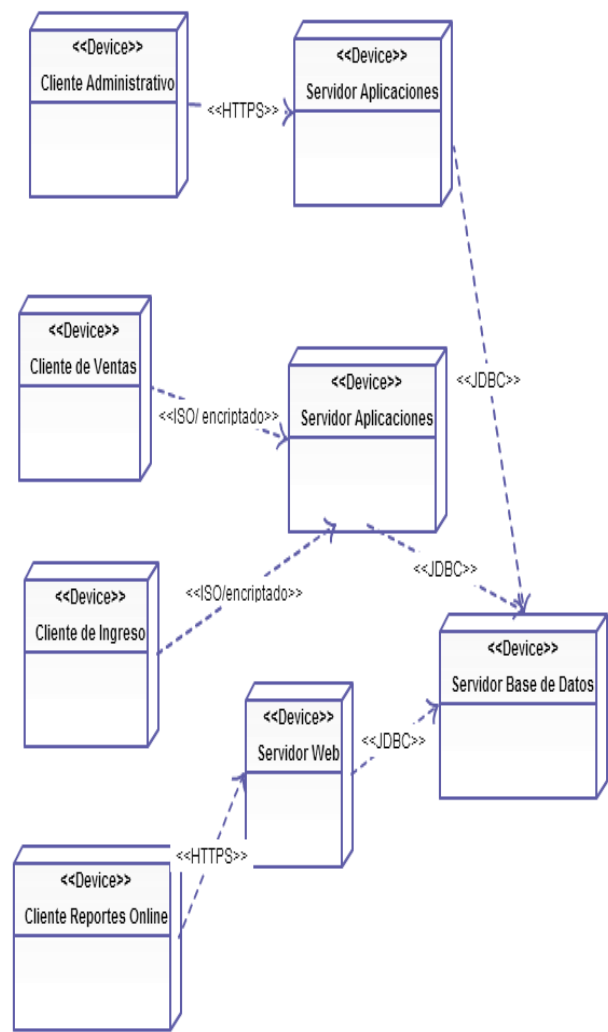 <<Device>>
Cliente Administrativo
<<HTTPS>>
<<Device>>
Servidor Aplicaciones
<<Device>>
Cliente de Ventas
<<ISO/ encriptado>>
<<Device>>
Servidor Aplicaciones
<<JDBC>>
<<Device>>
Cliente de Ingreso
<<ISO/encriptado>>
<<JDBC>>
<<Device>>
Servidor Base de Datos
<<Device>>
Servidor Web
<<JDBC>>
<<HTTPS>>
<<Device>>
Cliente Reportes Online